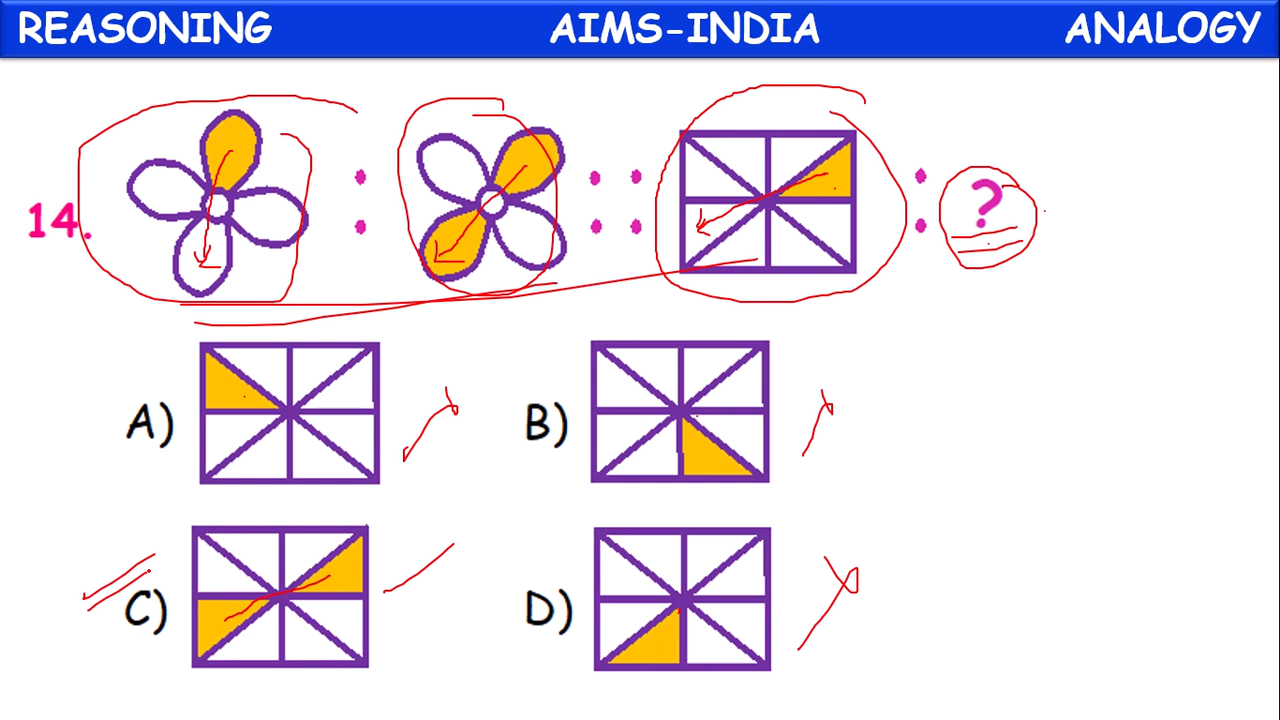 REASONING AIMS-INDIA ANALOGY
14. : :: : ?
A) B)
C) D)